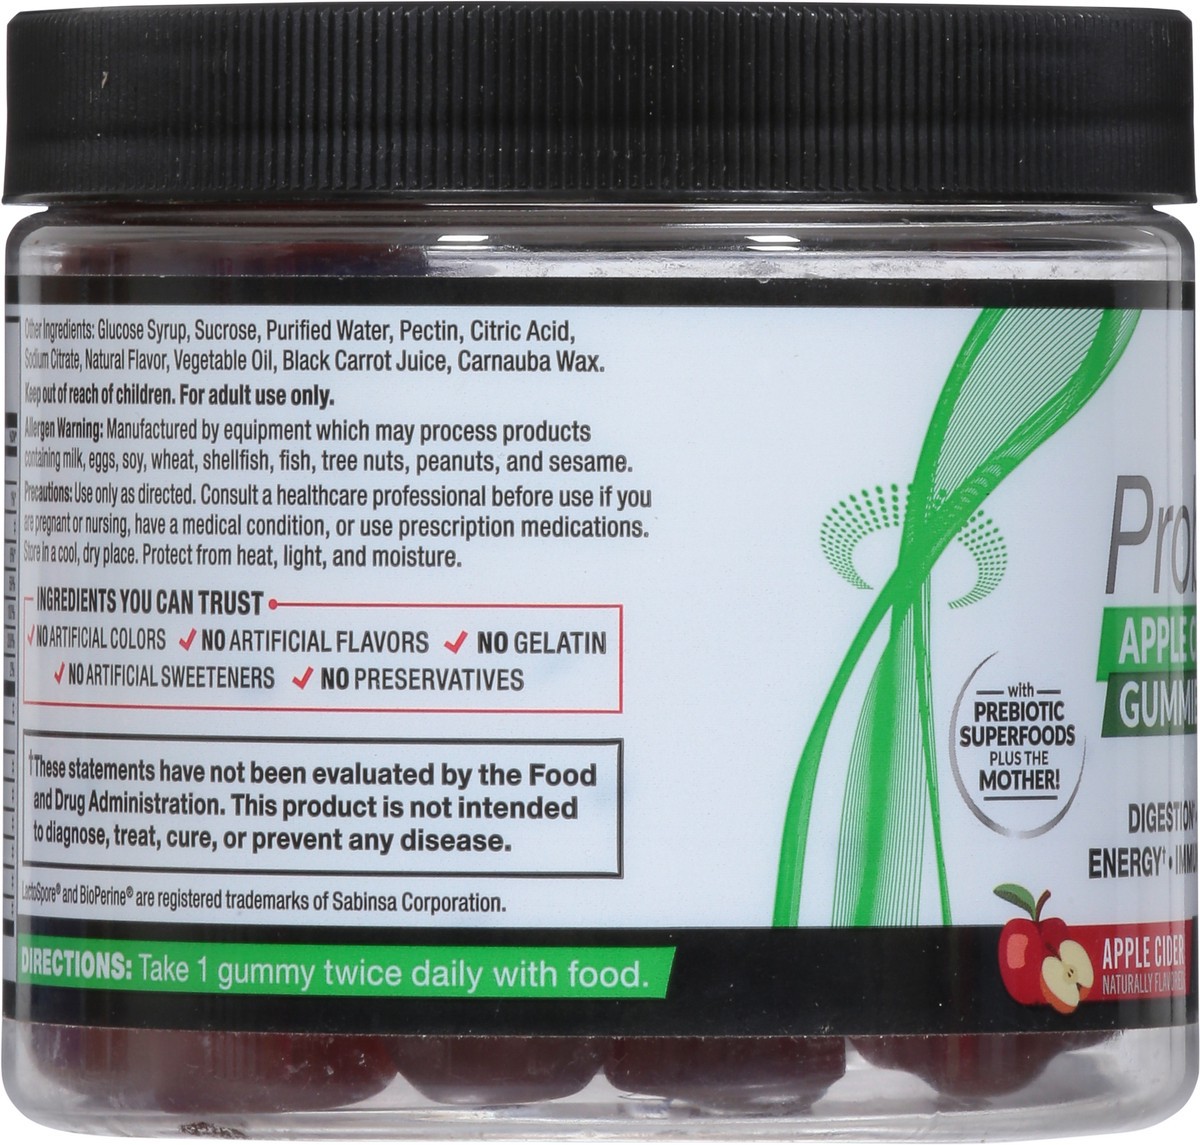 Other Ingredients: Glucose Syrup, Sucrose, Purified Water, Pectin, Citric Acid,
Sodium Citrate, Natural Flavor, Vegetable Oil, Black Carrot Juice, Carnauba Wax.
Keep out of reach of children. For adult use only.
Allergen Warning: Manufactured by equipment which may process products
containing milk, eggs, soy, wheat, shellfish, fish, tree nuts, peanuts, and sesame.
Precautions: Use only as directed. Consult a healthcare professional before use if you
are pregnant or nursing, have a medical condition, or use prescription medications.
Store in a cool, dry place. Protect from heat, light, and moisture.
INGREDIENTS YOU CAN TRUST
NO ARTIFICIAL COLORS NO ARTIFICIAL FLAVORS NO GELATIN
NO ARTIFICIAL SWEETENERS NO PRESERVATIVES
†These statements have not been evaluated by the Food
and Drug Administration. This product is not intended
to diagnose, treat, cure, or prevent any disease.
LactoSpore® and BioPerine® are registered trademarks of Sabinsa Corporation.
DIRECTIONS: Take 1 gummy twice daily with food.
Pro
APPLE C
GUMMI
with
PREBIOTIC
SUPERFOODS
PLUS THE
MOTHER!
DIGESTION
ENERGY† • IMMU
APPLE CIDER
NATURALLY FLAVORED